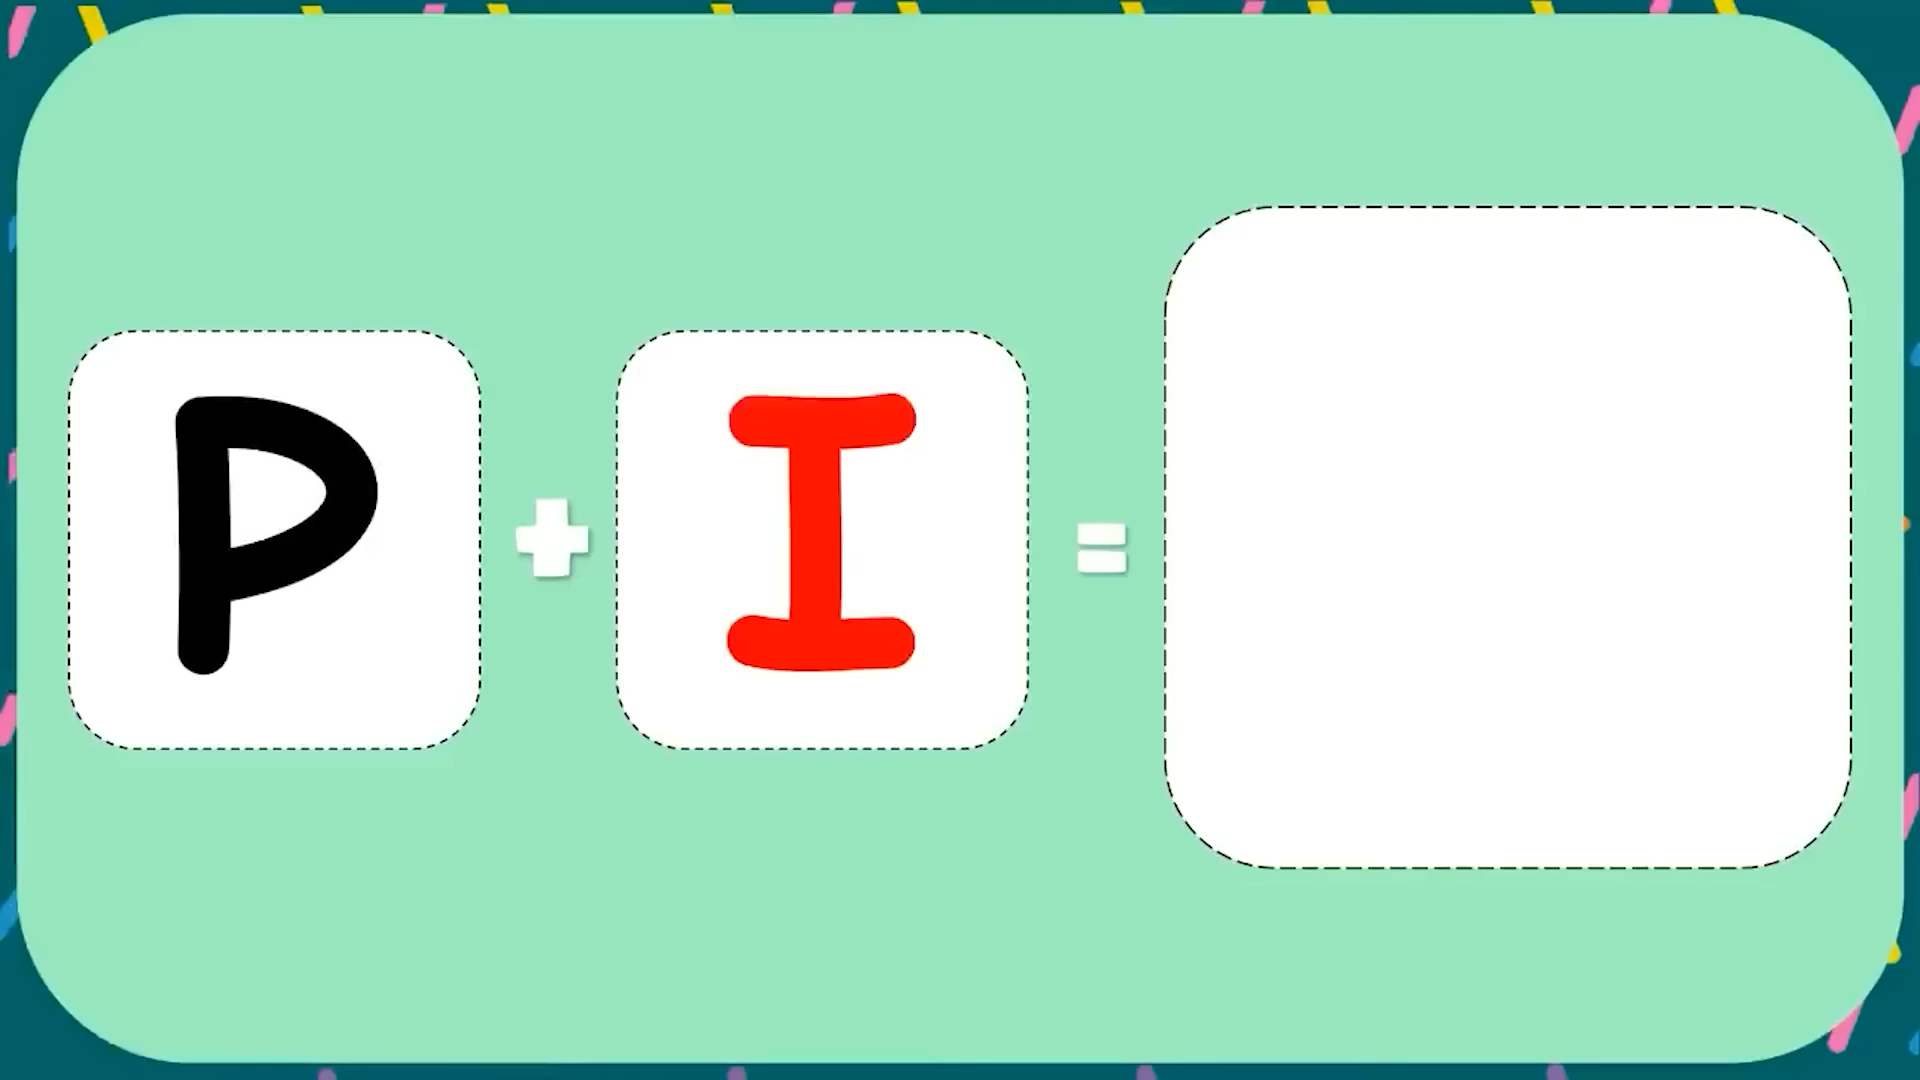 P + I =